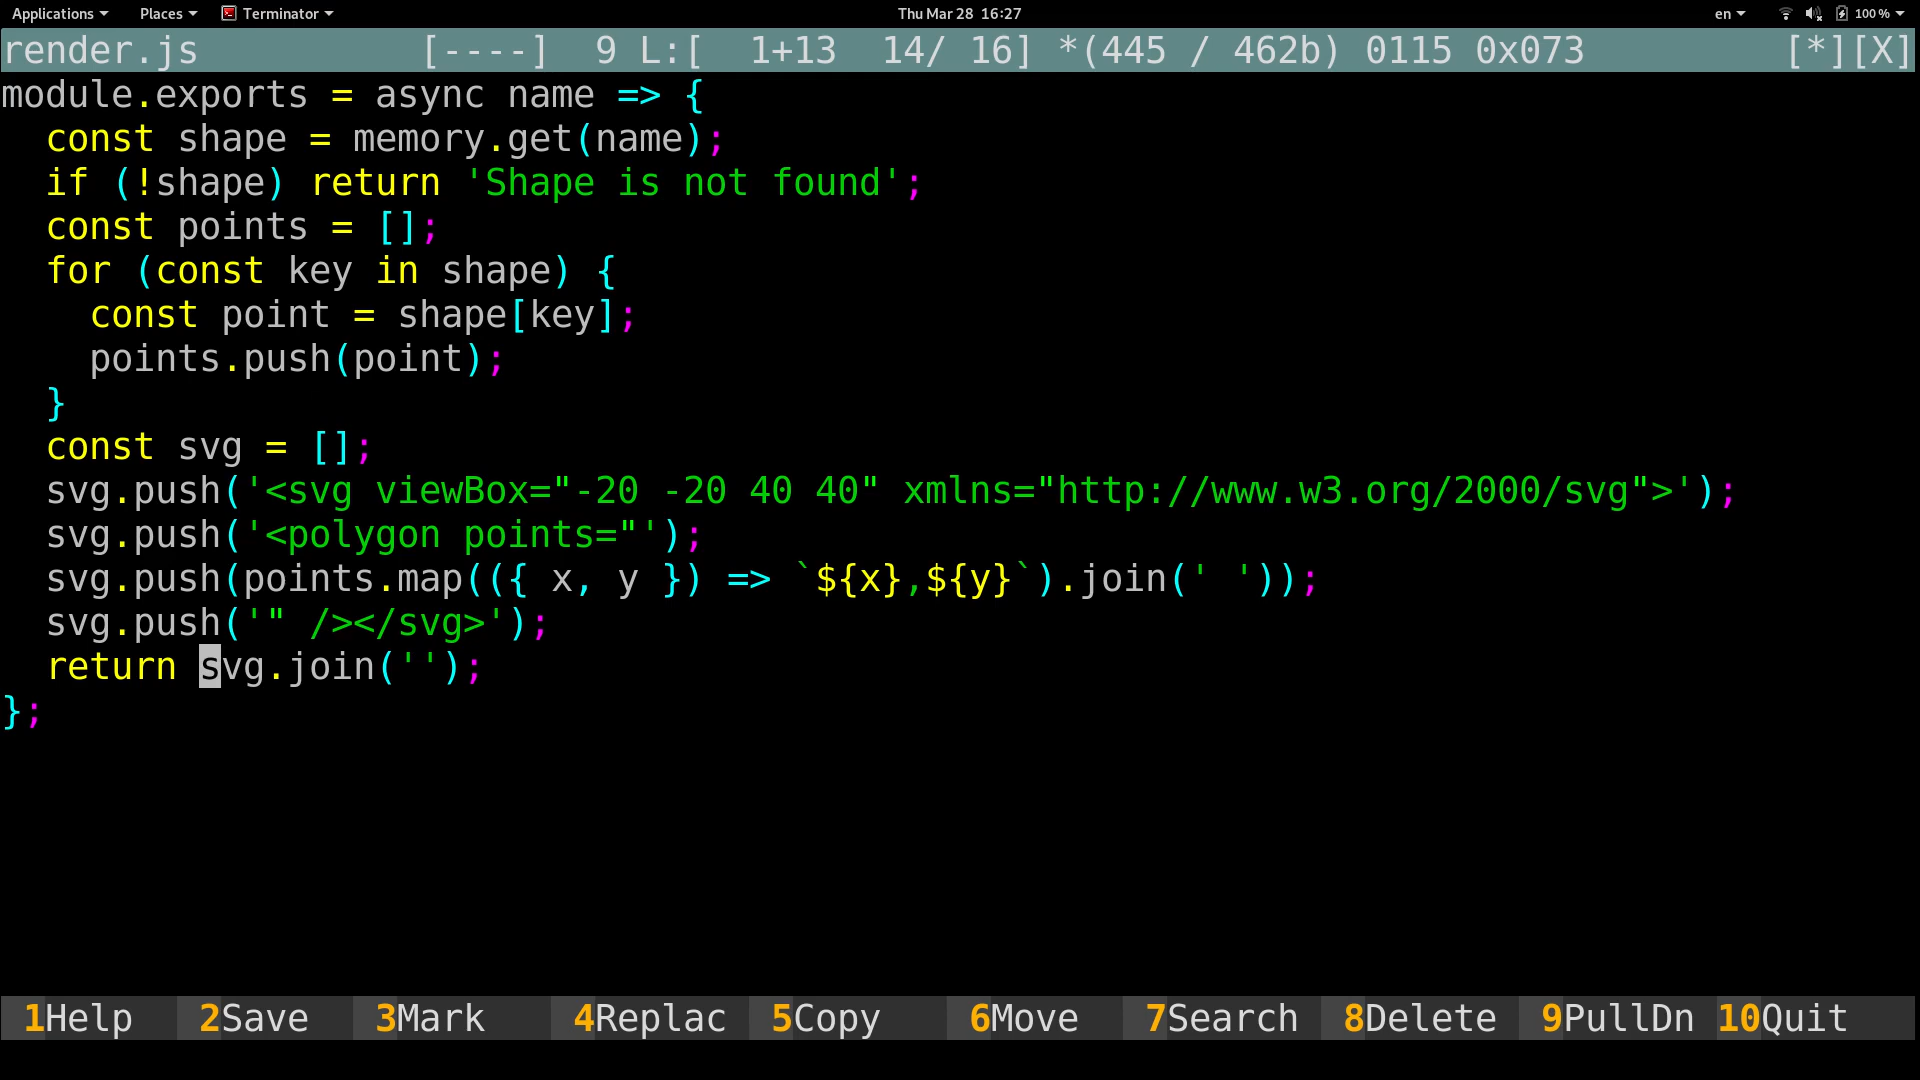 Applications Places Terminator Thu Mar 28 16:27 en 100 %
render.js [----] 9 L:[ 1+13 14/ 16] *(445 / 462b) 0115 0x073 [*][X]
module.exports = async name => {
  const shape = memory.get(name);
  if (!shape) return 'Shape is not found';
  const points = [];
  for (const key in shape) {
    const point = shape[key];
    points.push(point);
  }
  const svg = [];
  svg.push('<svg viewBox="-20 -20 40 40" xmlns="http://www.w3.org/2000/svg">');
  svg.push('<polygon points="');
  svg.push(points.map(({ x, y }) => `${x},${y}`).join(' '));
  svg.push('" /></svg>');
  return svg.join('');
};
1Help 2Save 3Mark 4Replac 5Copy 6Move 7Search 8Delete 9PullDn 10Quit